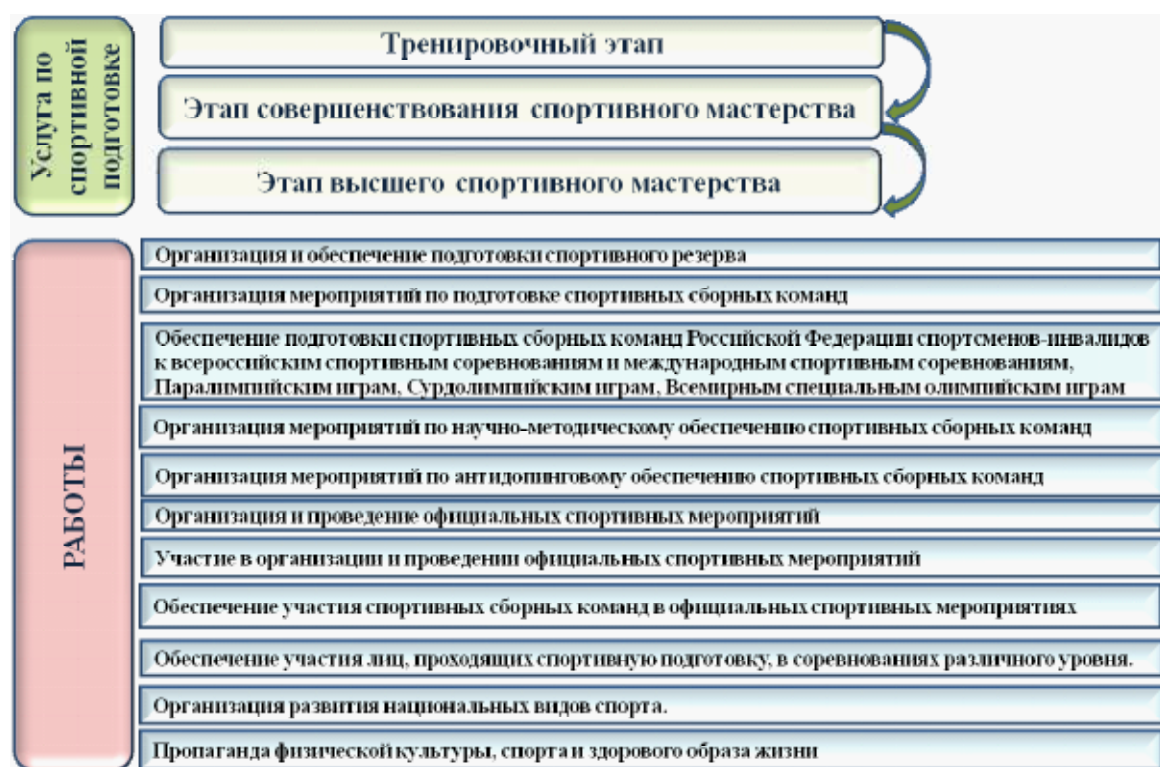 Услуга по
спортивной
подготовке
Тренировочный этап
Этап совершенствования спортивного мастерства
Этап высшего спортивного мастерства
РАБОТЫ
Организация и обеспечение подготовки спортивного резерва
Организация мероприятий по подготовке спортивных сборных команд
Обеспечение подготовки спортивных сборных команд Российской Федерации спортсменов-инвалидов
к всероссийским спортивным соревнованиям и международным спортивным соревнованиям,
Паралимпийским играм, Сурдолимпийским играм, Всемирным специальным олимпийским играм
Организация мероприятий по научно-методическому обеспечению спортивных сборных команд
Организация мероприятий по антидопинговому обеспечению спортивных сборных команд
Организация и проведение официальных спортивных мероприятий
Участие в организации и проведении официальных спортивных мероприятий
Обеспечение участия спортивных сборных команд в официальных спортивных мероприятиях
Обеспечение участия лиц, проходящих спортивную подготовку, в соревнованиях различного уровня.
Организация развития национальных видов спорта.
Пропаганда физической культуры, спорта и здорового образа жизни